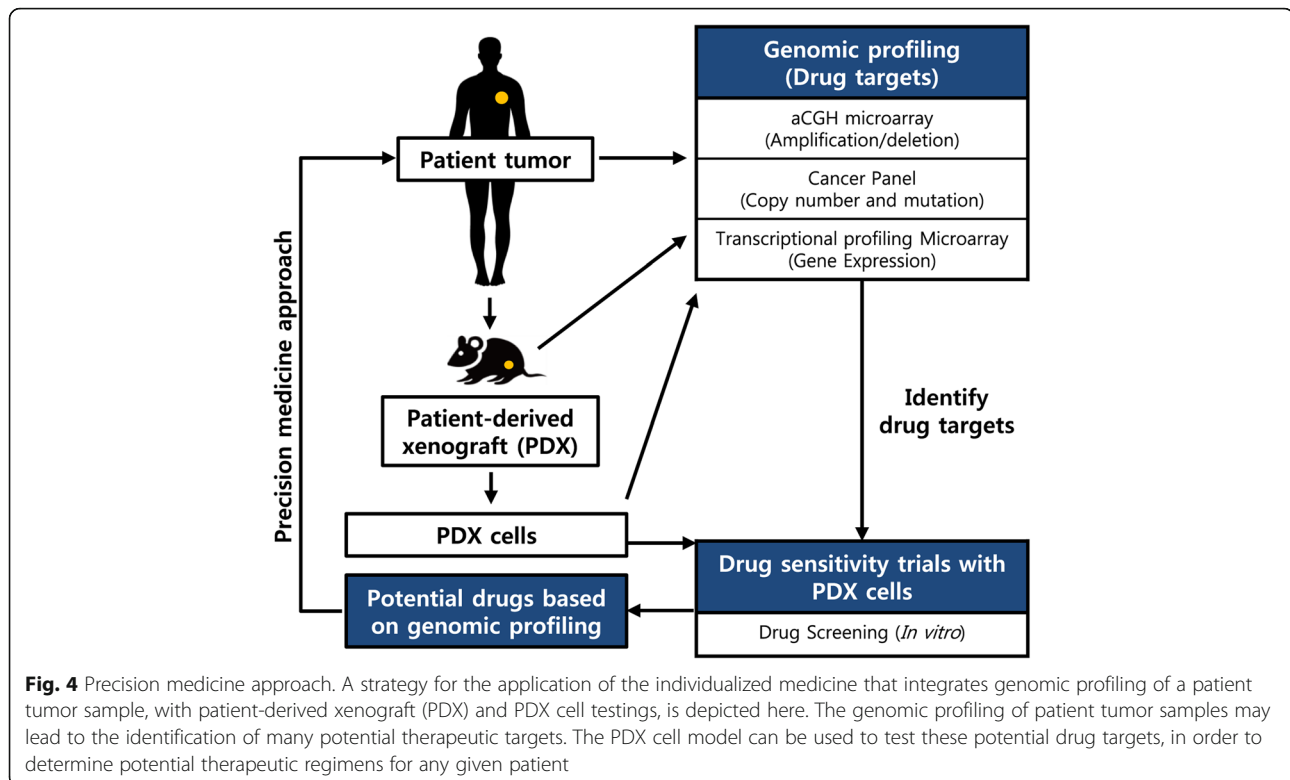 Genomic profiling
(Drug targets)
aCGH microarray
(Amplification/deletion)
Cancer Panel
(Copy number and mutation)
Transcriptional profiling Microarray
(Gene Expression)
Patient tumor
Precision medicine approach
Patient-derived
xenograft (PDX)
Identify
drug targets
PDX cells
Drug sensitivity trials with
PDX cells
Drug Screening (In vitro)
Potential drugs based
on genomic profiling
Fig. 4 Precision medicine approach. A strategy for the application of the individualized medicine that integrates genomic profiling of a patient
tumor sample, with patient-derived xenograft (PDX) and PDX cell testings, is depicted here. The genomic profiling of patient tumor samples may
lead to the identification of many potential therapeutic targets. The PDX cell model can be used to test these potential drug targets, in order to
determine potential therapeutic regimens for any given patient